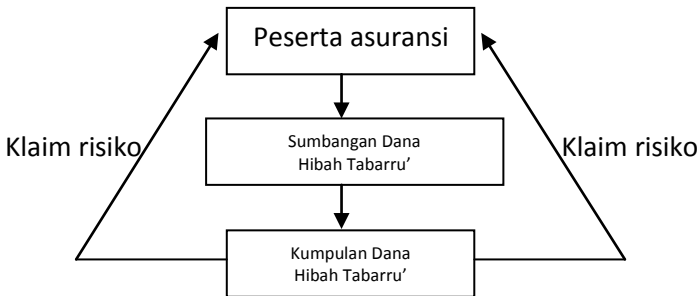 Peserta asuransi
Klaim risiko
Sumbangan Dana
Hibah Tabarru’
Klaim risiko
Kumpulan Dana
Hibah Tabarru’